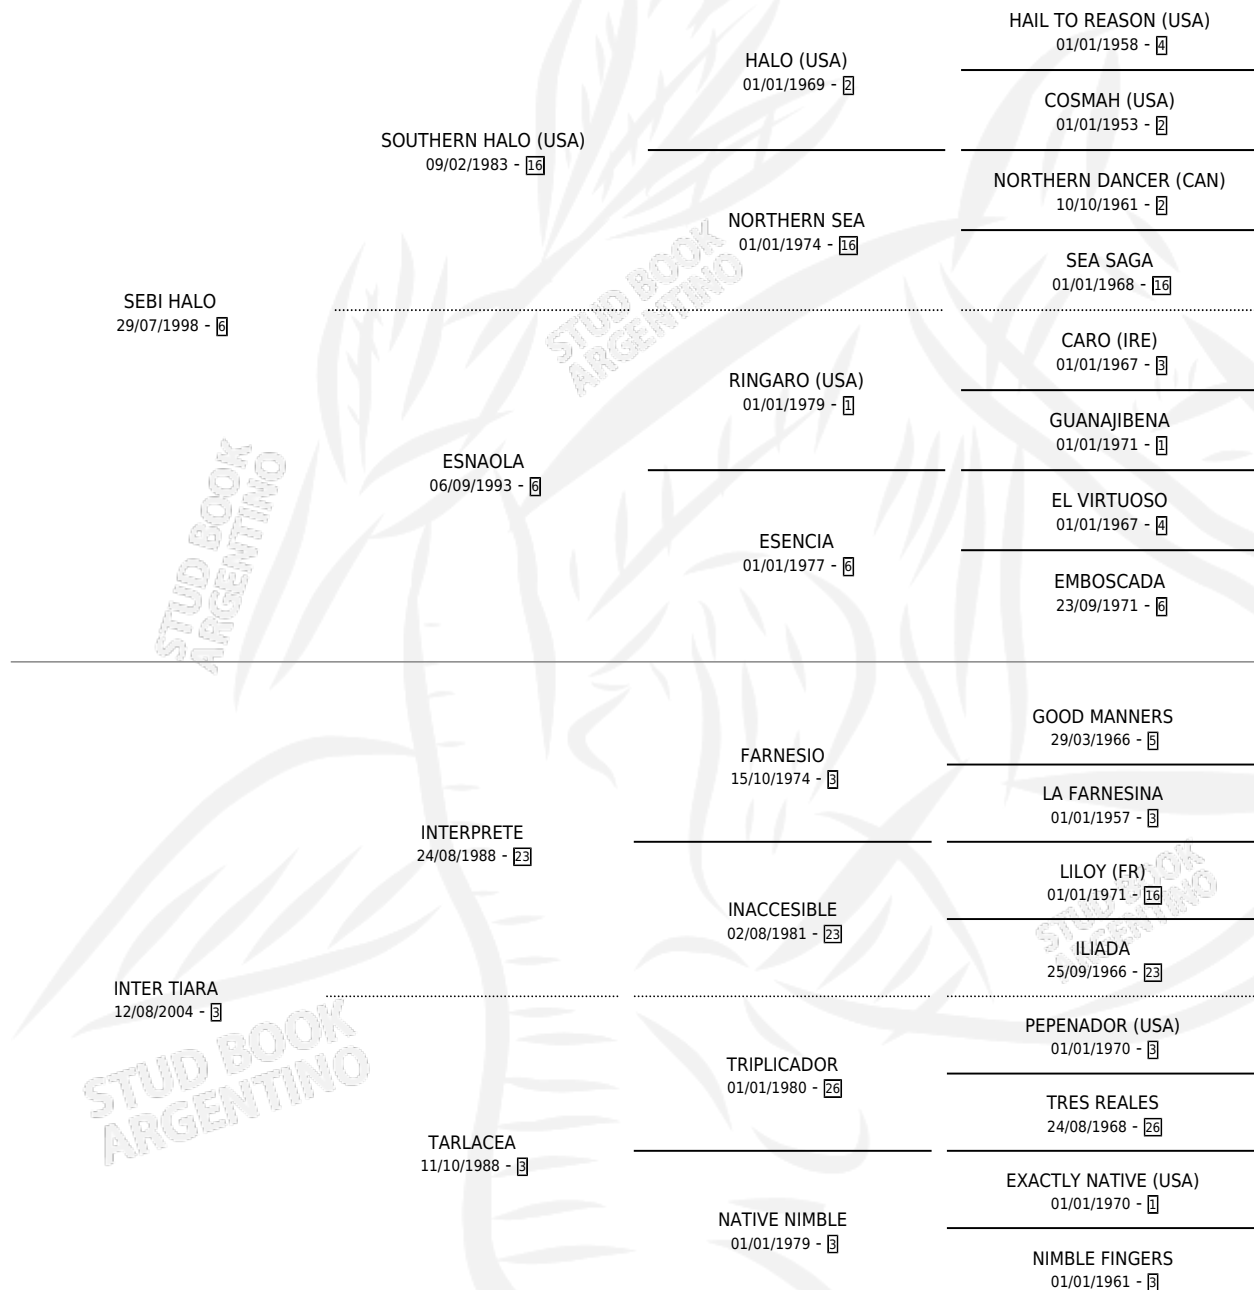 HAIL TO REASON (USA)
01/01/1958 - 4
HALO (USA)
01/01/1969 - 2
COSMAH (USA)
01/01/1953 - 2
SOUTHERN HALO (USA)
09/02/1983 - 16
NORTHERN DANCER (CAN)
10/10/1961 - 2
NORTHERN SEA
01/01/1974 - 16
SEA SAGA
01/01/1968 - 16
SEBI HALO
29/07/1998 - 6
CARO (IRE)
01/01/1967 - 3
RINGARO (USA)
01/01/1979 - 1
GUANAJIBENA
01/01/1971 - 1
ESNAOLA
06/09/1993 - 6
EL VIRTUOSO
01/01/1967 - 4
ESENCIA
01/01/1977 - 6
EMBOSCADA
23/09/1971 - 6
GOOD MANNERS
29/03/1966 - 5
FARNESIO
15/10/1974 - 3
LA FARNESINA
01/01/1957 - 3
INTERPRETE
24/08/1988 - 23
LILOY (FR)
01/01/1971 - 16
INACCESIBLE
02/08/1981 - 23
ILIADA
25/09/1966 - 23
INTER TIARA
12/08/2004 - 3
PEPENADOR (USA)
01/01/1970 - 3
TRIPLICADOR
01/01/1980 - 26
TRES REALES
24/08/1968 - 26
TARLACEA
11/10/1988 - 3
EXACTLY NATIVE (USA)
01/01/1970 - 1
NATIVE NIMBLE
01/01/1979 - 3
NIMBLE FINGERS
01/01/1961 - 3
STUD BOOK
ARGENTINO
STUD BOOK
ARGENTINO
STUD BOOK
ARGENTINO
STUD BOOK
ARGENTINO